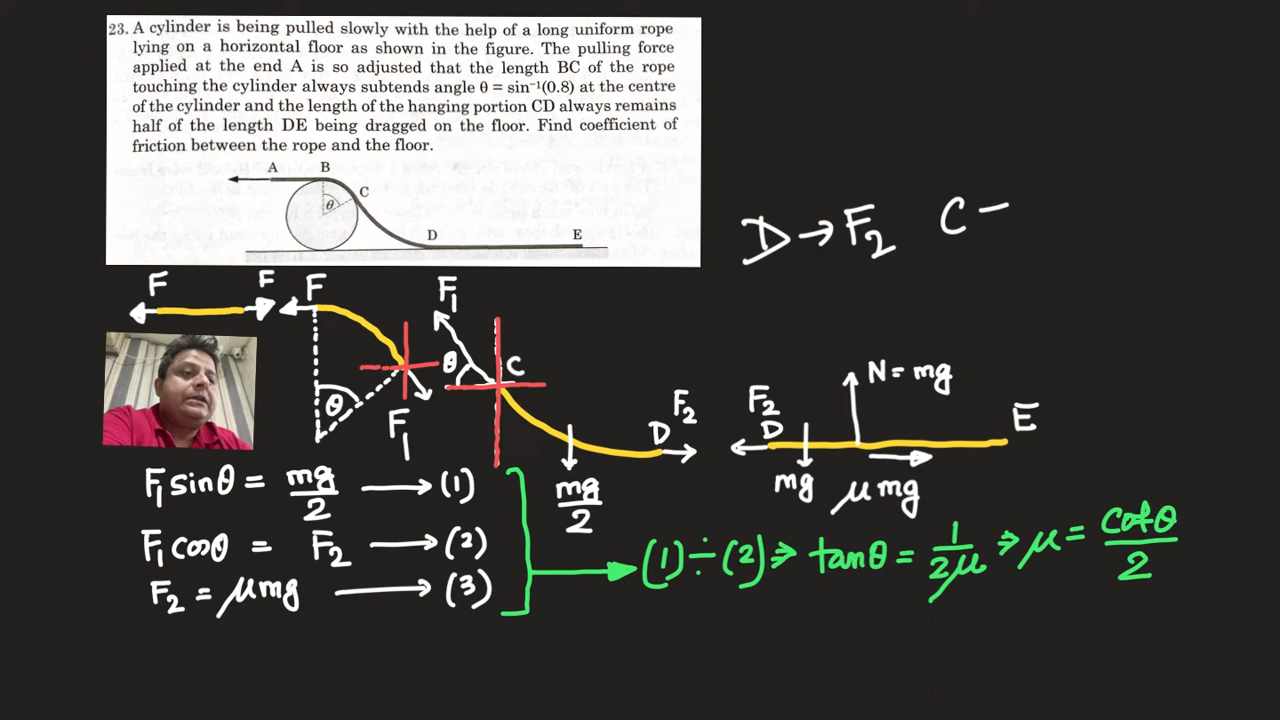 23. A cylinder is being pulled slowly with the help of a long uniform rope
lying on a horizontal floor as shown in the figure. The pulling force
applied at the end A is so adjusted that the length BC of the rope
touching the cylinder always subtends angle θ = sin⁻¹(0.8) at the centre
of the cylinder and the length of the hanging portion CD always remains
half of the length DE being dragged on the floor. Find coefficient of
friction between the rope and the floor.
A B
C
θ
D E
D → F₂ C –
F F F F₁
θ C
θ
F₁
D F₂
mg/2
F₂ N = mg
D E
mg μmg
F₁ sinθ = mg/2 → (1)
F₁ cosθ = F₂ → (2)
F₂ = μmg → (3)
(1) ÷ (2) ⇒ tanθ = 1/2μ ⇒ μ = cotθ/2